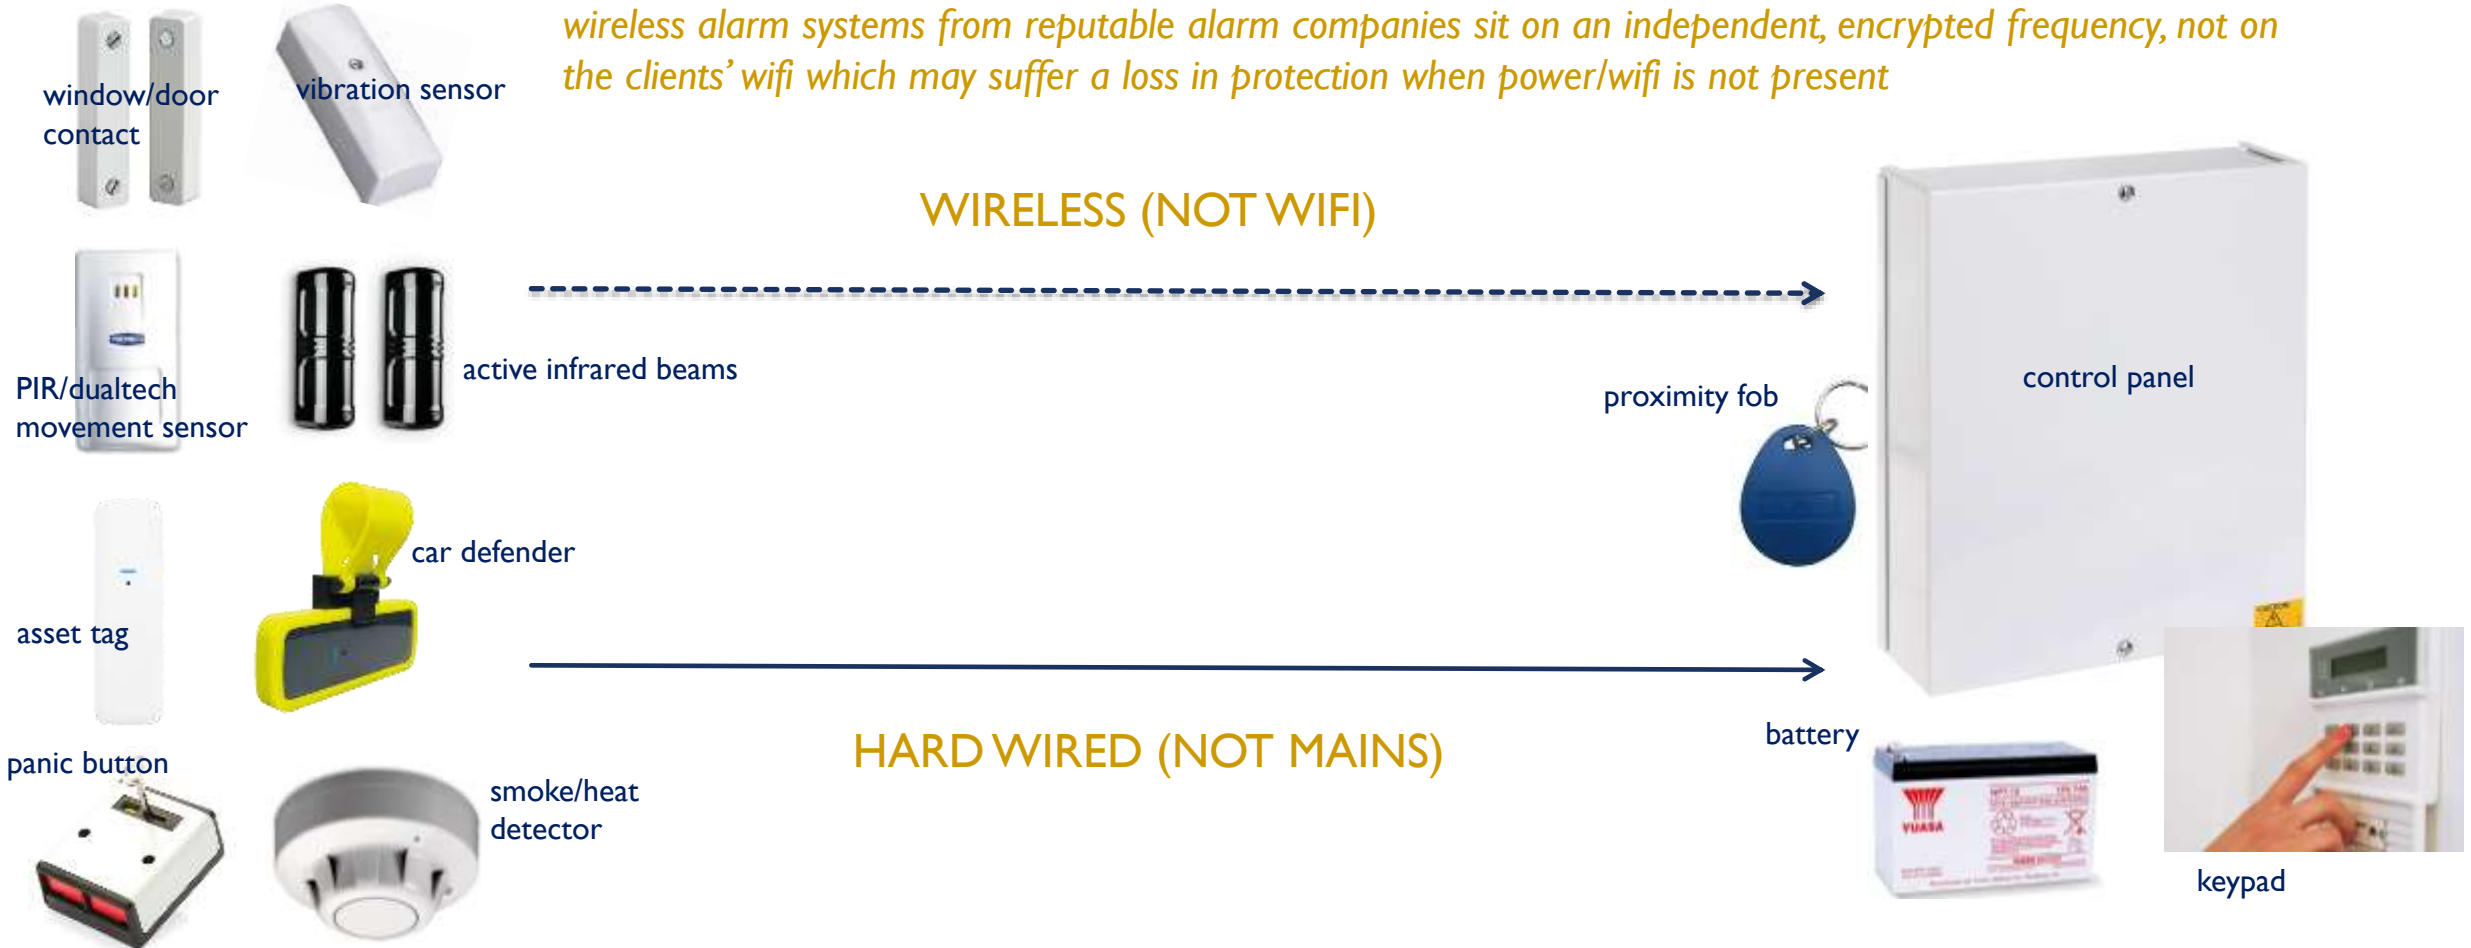 wireless alarm systems from reputable alarm companies sit on an independent, encrypted frequency, not on
the clients' wifi which may suffer a loss in protection when power/wifi is not present
window/door
contact
vibration sensor
WIRELESS (NOT WIFI)
PIR/dualtech
movement sensor
active infrared beams
proximity fob
control panel
asset tag
car defender
HARD WIRED (NOT MAINS)
panic button
smoke/heat
detector
battery
YUASA
keypad